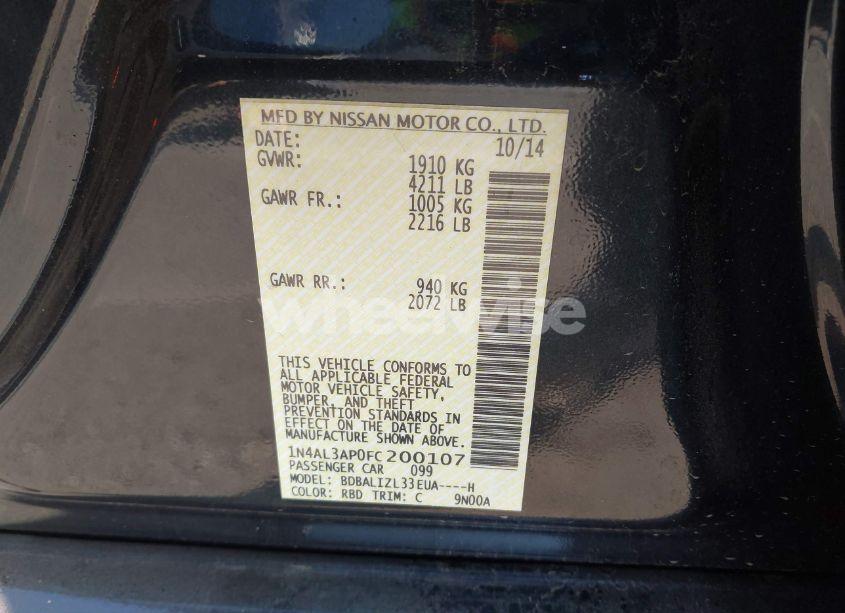 MFD BY NISSAN MOTOR CO., LTD.
DATE: 10/14
GVWR: 1910 KG
4211 LB
GAWR FR.: 1005 KG
2216 LB
GAWR RR.: 940 KG
2072 LB
wheelwise
THIS VEHICLE CONFORMS TO
ALL APPLICABLE FEDERAL
MOTOR VEHICLE SAFETY,
BUMPER, AND THEFT
PREVENTION STANDARDS IN
EFFECT ON THE DATE OF
MANUFACTURE SHOWN ABOVE.
1N4AL3AP0FC200107
PASSENGER CAR 099
MODEL: BDBALIZL33EUA----H
COLOR: RBD TRIM: C 9N00A